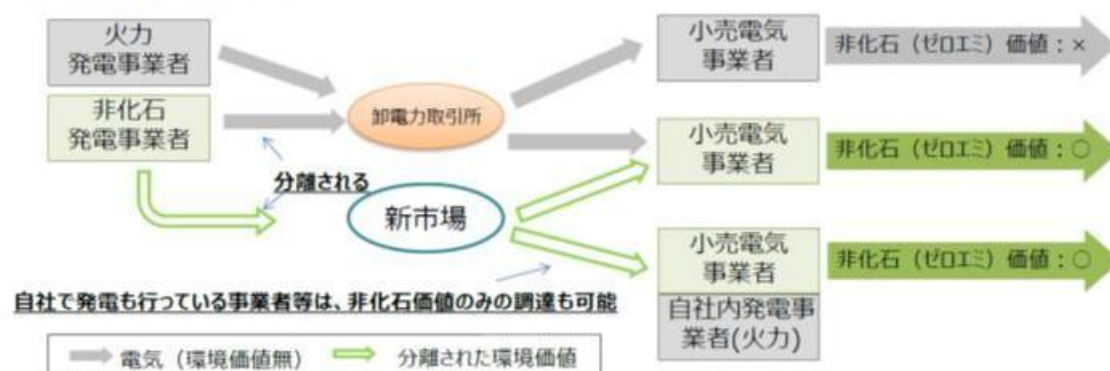 火力
発電事業者
非化石
発電事業者
卸電力取引所
分離される
新市場
小売電気
事業者
非化石（ゼロエミ）価値：×
小売電気
事業者
非化石（ゼロエミ）価値：○
小売電気
事業者
非化石（ゼロエミ）価値：○
自社内発電事
業者(火力)
自社で発電も行っている事業者等は、非化石価値のみの調達も可能
電気（環境価値無）
分離された環境価値